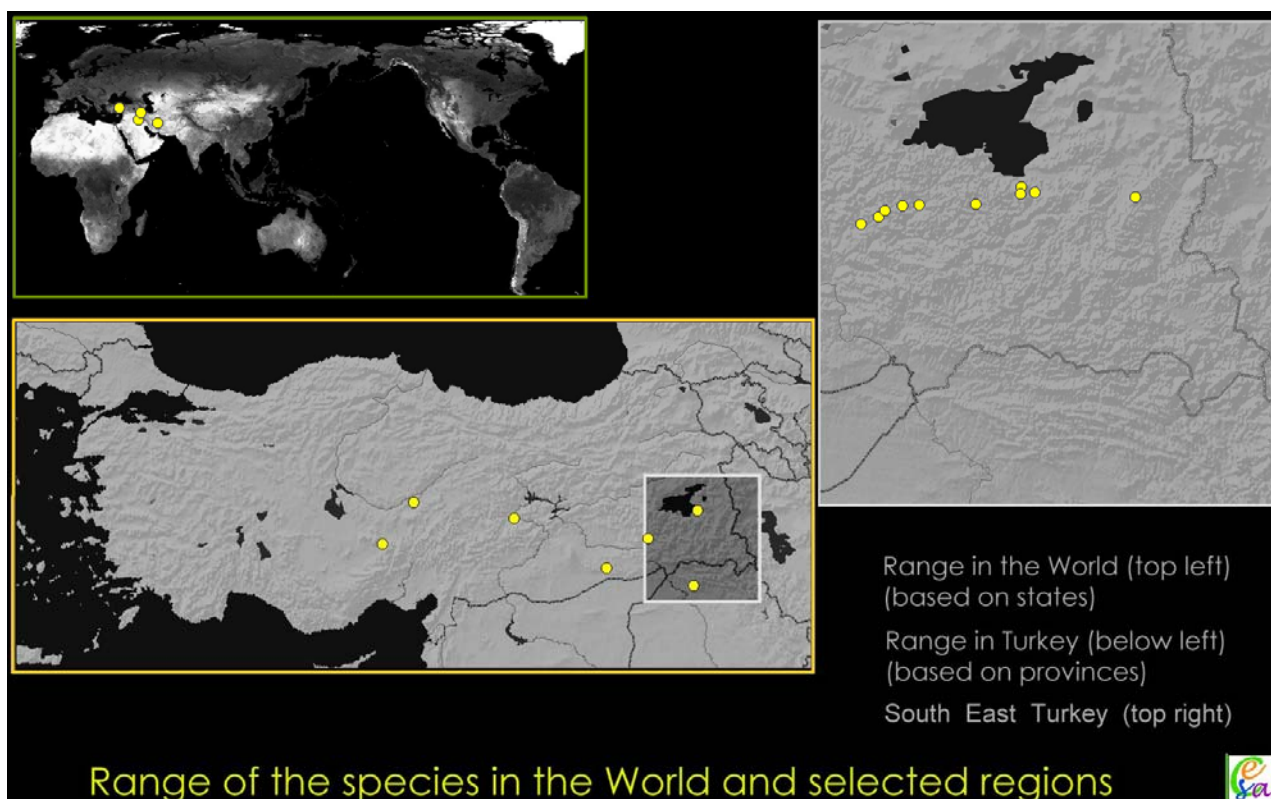 Range in the World (top left)
(based on states)
Range in Turkey (below left)
(based on provinces)
South East Turkey (top right)
Range of the species in the World and selected regions
Cesa